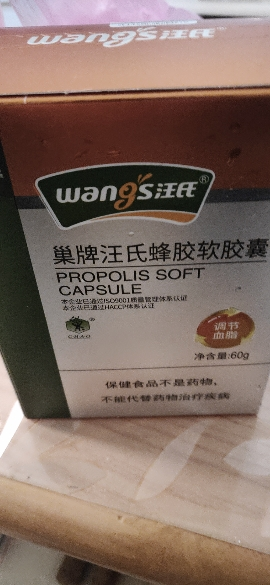 wang's汪氏®
wang's汪氏®
巢牌汪氏蜂胶软胶囊
PROPOLIS SOFT
CAPSULE
本企业已通过ISO9001质量管理体系认证
本企业已通过HACCP体系认证
CHAO
®
调节
血脂
净含量:60g
保健食品不是药物,
不能代替药物治疗疾病